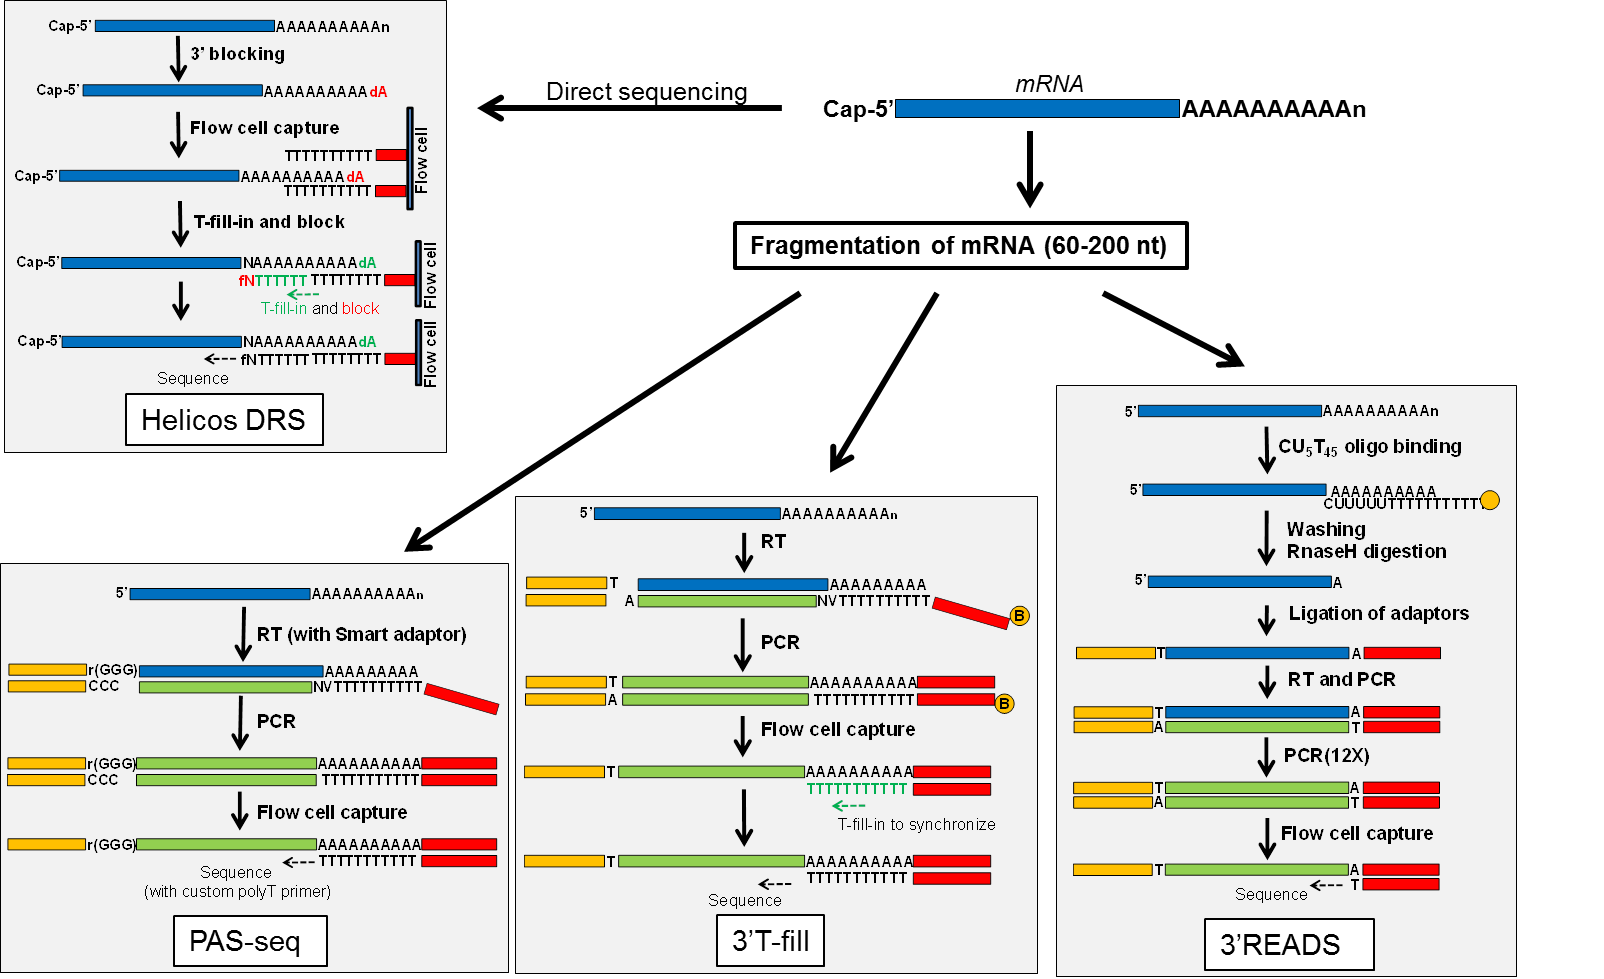 Cap-5' AAAAAAAAAAn
3' blocking
Cap-5' AAAAAAAAAA dA
Flow cell capture
TTTTTTTTTT
Cap-5' AAAAAAAAAA dA
TTTTTTTTTT
Flow cell
T-fill-in and block
Cap-5' NAAAAAAAAAAdA
fNTTTTTT TTTTTTTT
T-fill-in and block
Flow cell
Cap-5' NAAAAAAAAAAdA
fNTTTTTT TTTTTTTT
Sequence
Flow cell
Helicos DRS
Direct sequencing
mRNA
Cap-5' AAAAAAAAAAn
Fragmentation of mRNA (60-200 nt)
5' AAAAAAAAAAn
RT (with Smart adaptor)
r(GGG) AAAAAAAAA
CCC NVTTTTTTTTTT
PCR
r(GGG) AAAAAAAAAA
CCC TTTTTTTTTTT
Flow cell capture
r(GGG) AAAAAAAAAA
TTTTTTTTTTT
Sequence
(with custom polyT primer)
PAS-seq
5' AAAAAAAAAAn
RT
T AAAAAAAAA
A NVTTTTTTTTTT B
PCR
T AAAAAAAAAA
A TTTTTTTTTTT B
Flow cell capture
T AAAAAAAAAA
TTTTTTTTTTT
T-fill-in to synchronize
T AAAAAAAAAA
TTTTTTTTTTT
Sequence
3'T-fill
5' AAAAAAAAAAn
CU5T45 oligo binding
5' AAAAAAAAAA
CUUUUUTTTTTTTTTT
Washing
RnaseH digestion
5' A
Ligation of adaptors
T A
RT and PCR
T A
A T
PCR(12X)
T A
A T
Flow cell capture
T A
T
Sequence
3'READS